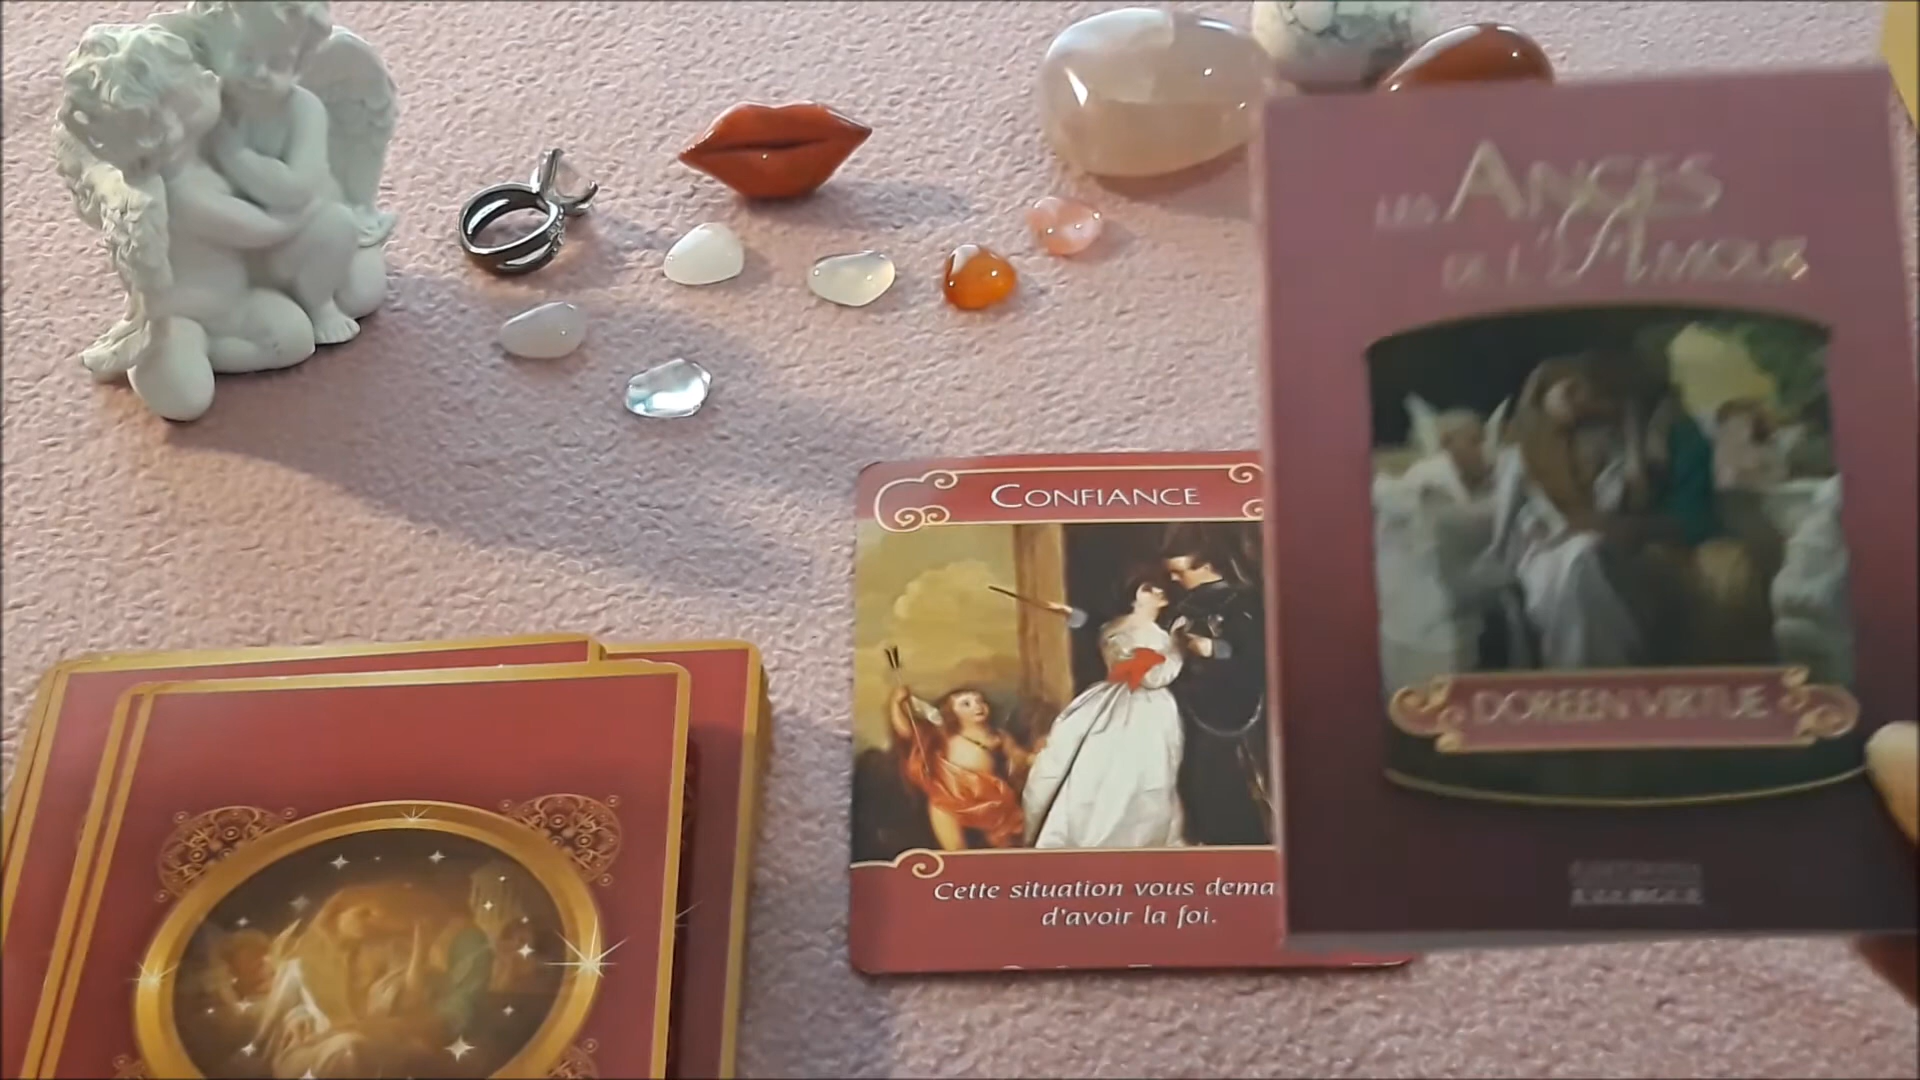 LES ANGES
DE L'AMOUR
CONFIANCE
DOREEN VIRTUE
Cette situation vous dema
d'avoir la foi.